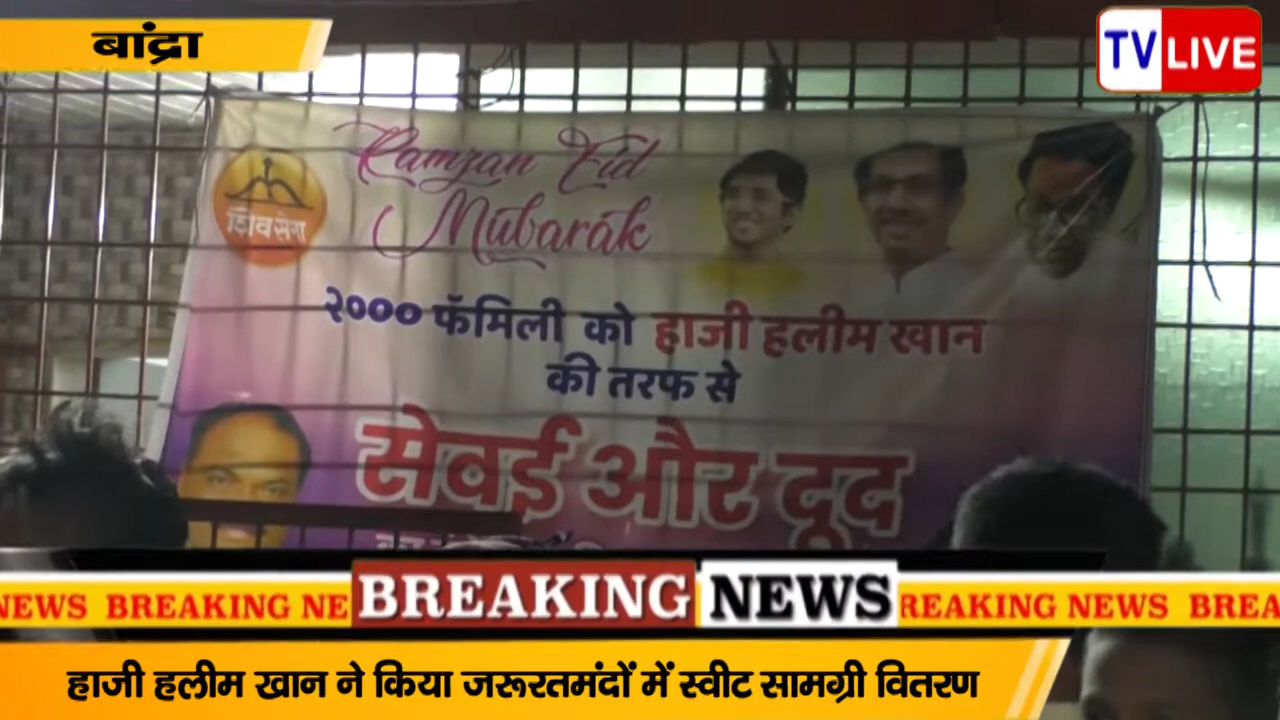 बांद्रा
TV LIVE
शिवसेना
Ramzan Eid
Mubarak
२००० फॅमिली को हाजी हलीम खान
की तरफ से
सेवई और दूद
NEWS BREAKING NE
BREAKING NEWS
REAKING NEWS BREA
हाजी हलीम खान ने किया जरूरतमंदों में स्वीट सामग्री वितरण